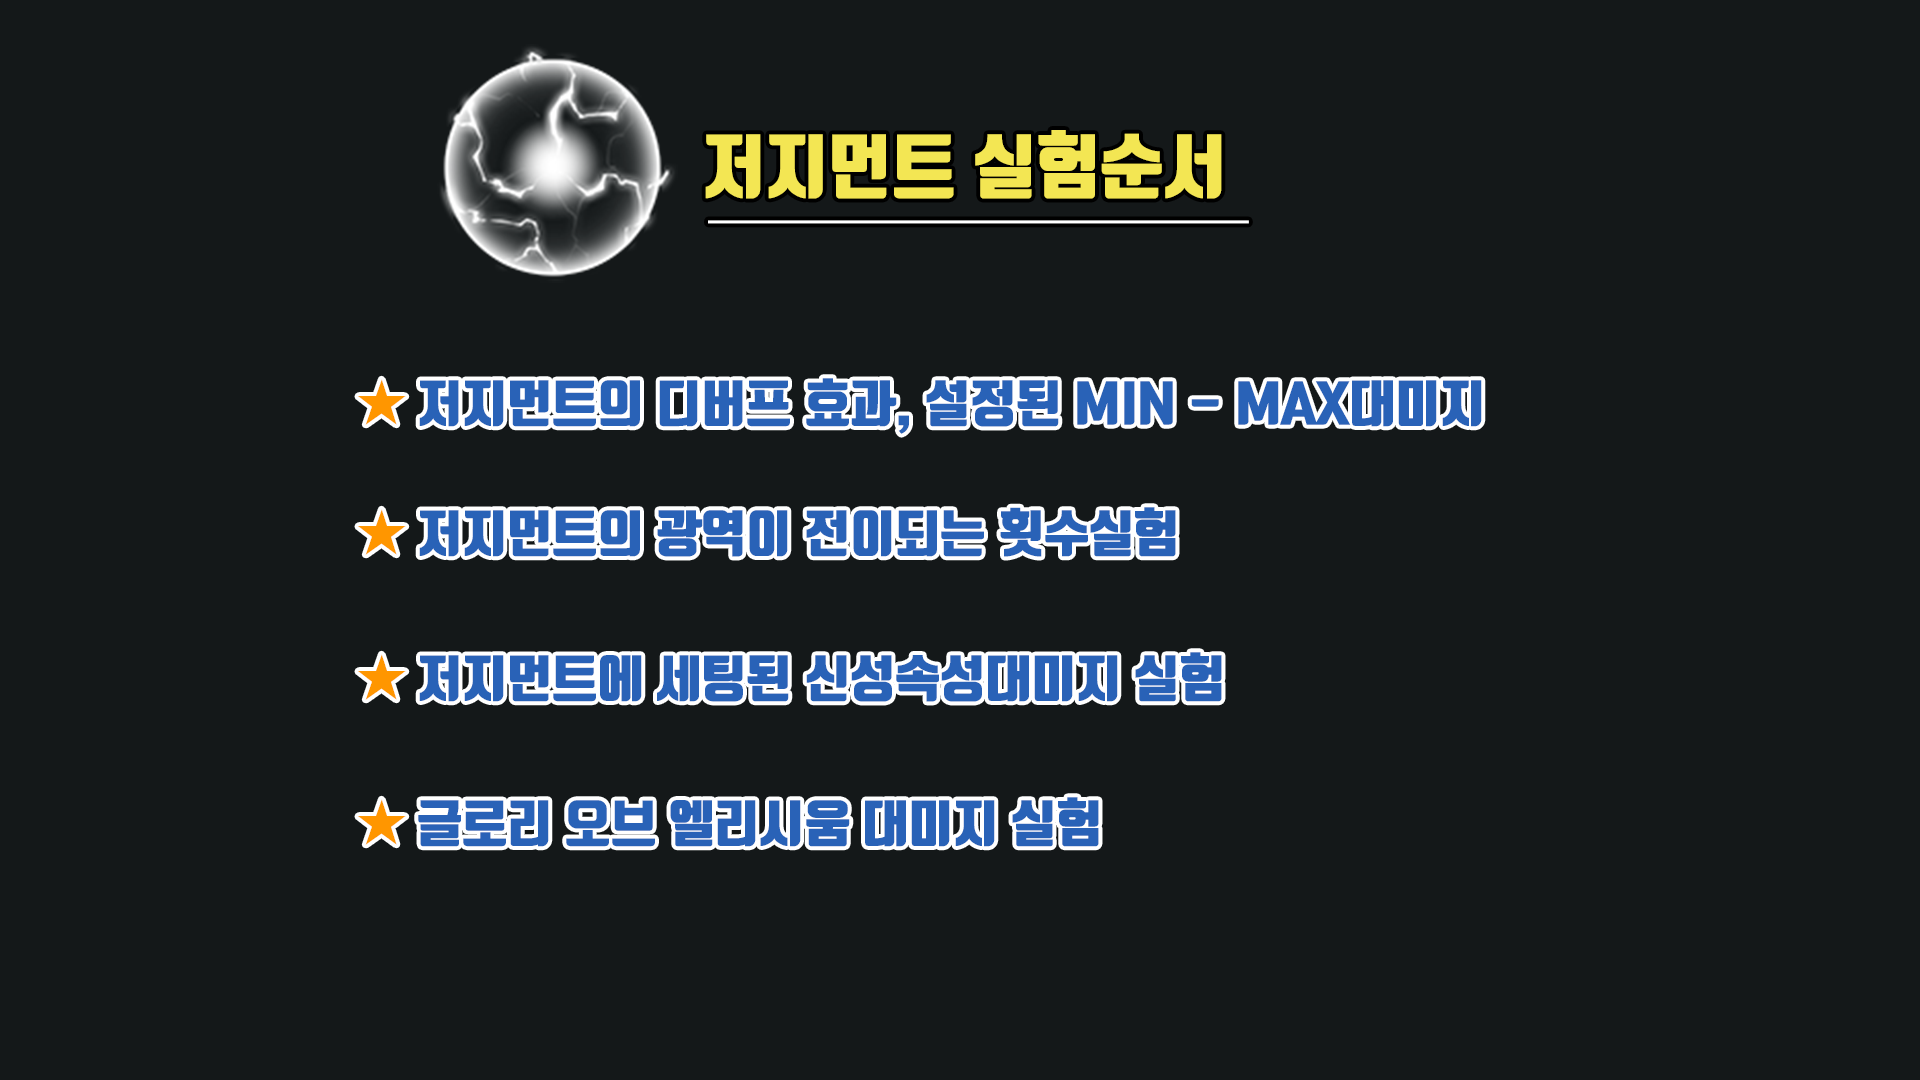 저지먼트 실험순서
★ 저지먼트의 디버프 효과, 설정된 MIN - MAX대미지
★ 저지먼트의 광역이 전이되는 횟수실험
★ 저지먼트에 세팅된 신성속성대미지 실험
★ 글로리 오브 엘리시움 대미지 실험